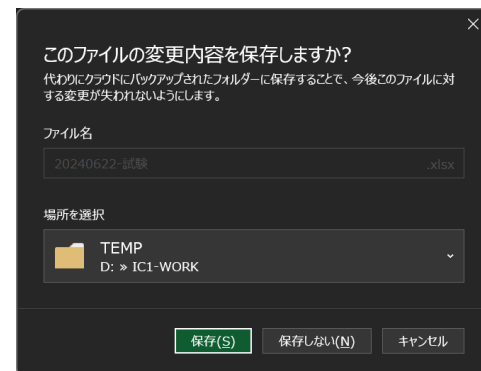 このファイルの変更内容を保存しますか?
代わりにクラウドにバックアップされたフォルダーに保存することで、今後このファイルに対
する変更が失われないようにします。
ファイル名
20240622-試験 .xlsx
場所を選択
TEMP
D: » IC1-WORK
保存(S) 保存しない(N) キャンセル